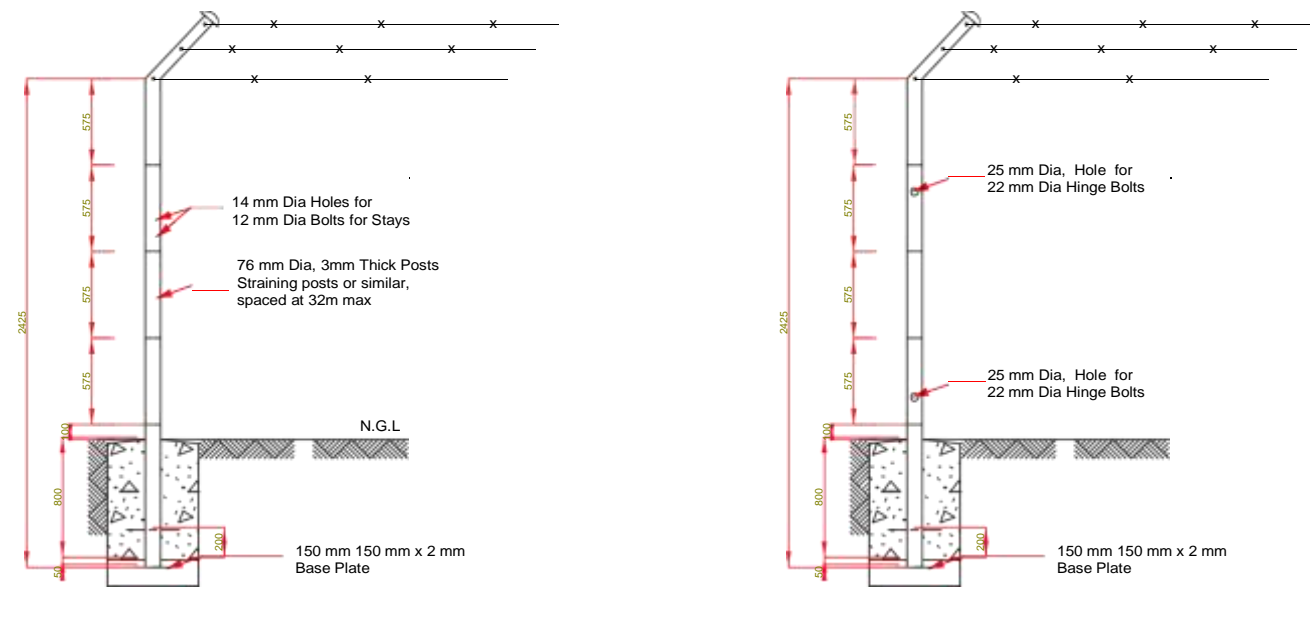 x x x
x x x
x x
575
575
575
575
2425
100
800
200
50
14 mm Dia Holes for
12 mm Dia Bolts for Stays
76 mm Dia, 3mm Thick Posts
Straining posts or similar,
spaced at 32m max
N.G.L
150 mm 150 mm x 2 mm
Base Plate
x x x
x x x
x x
575
575
575
575
2425
100
800
200
50
25 mm Dia, Hole for
22 mm Dia Hinge Bolts
25 mm Dia, Hole for
22 mm Dia Hinge Bolts
150 mm 150 mm x 2 mm
Base Plate